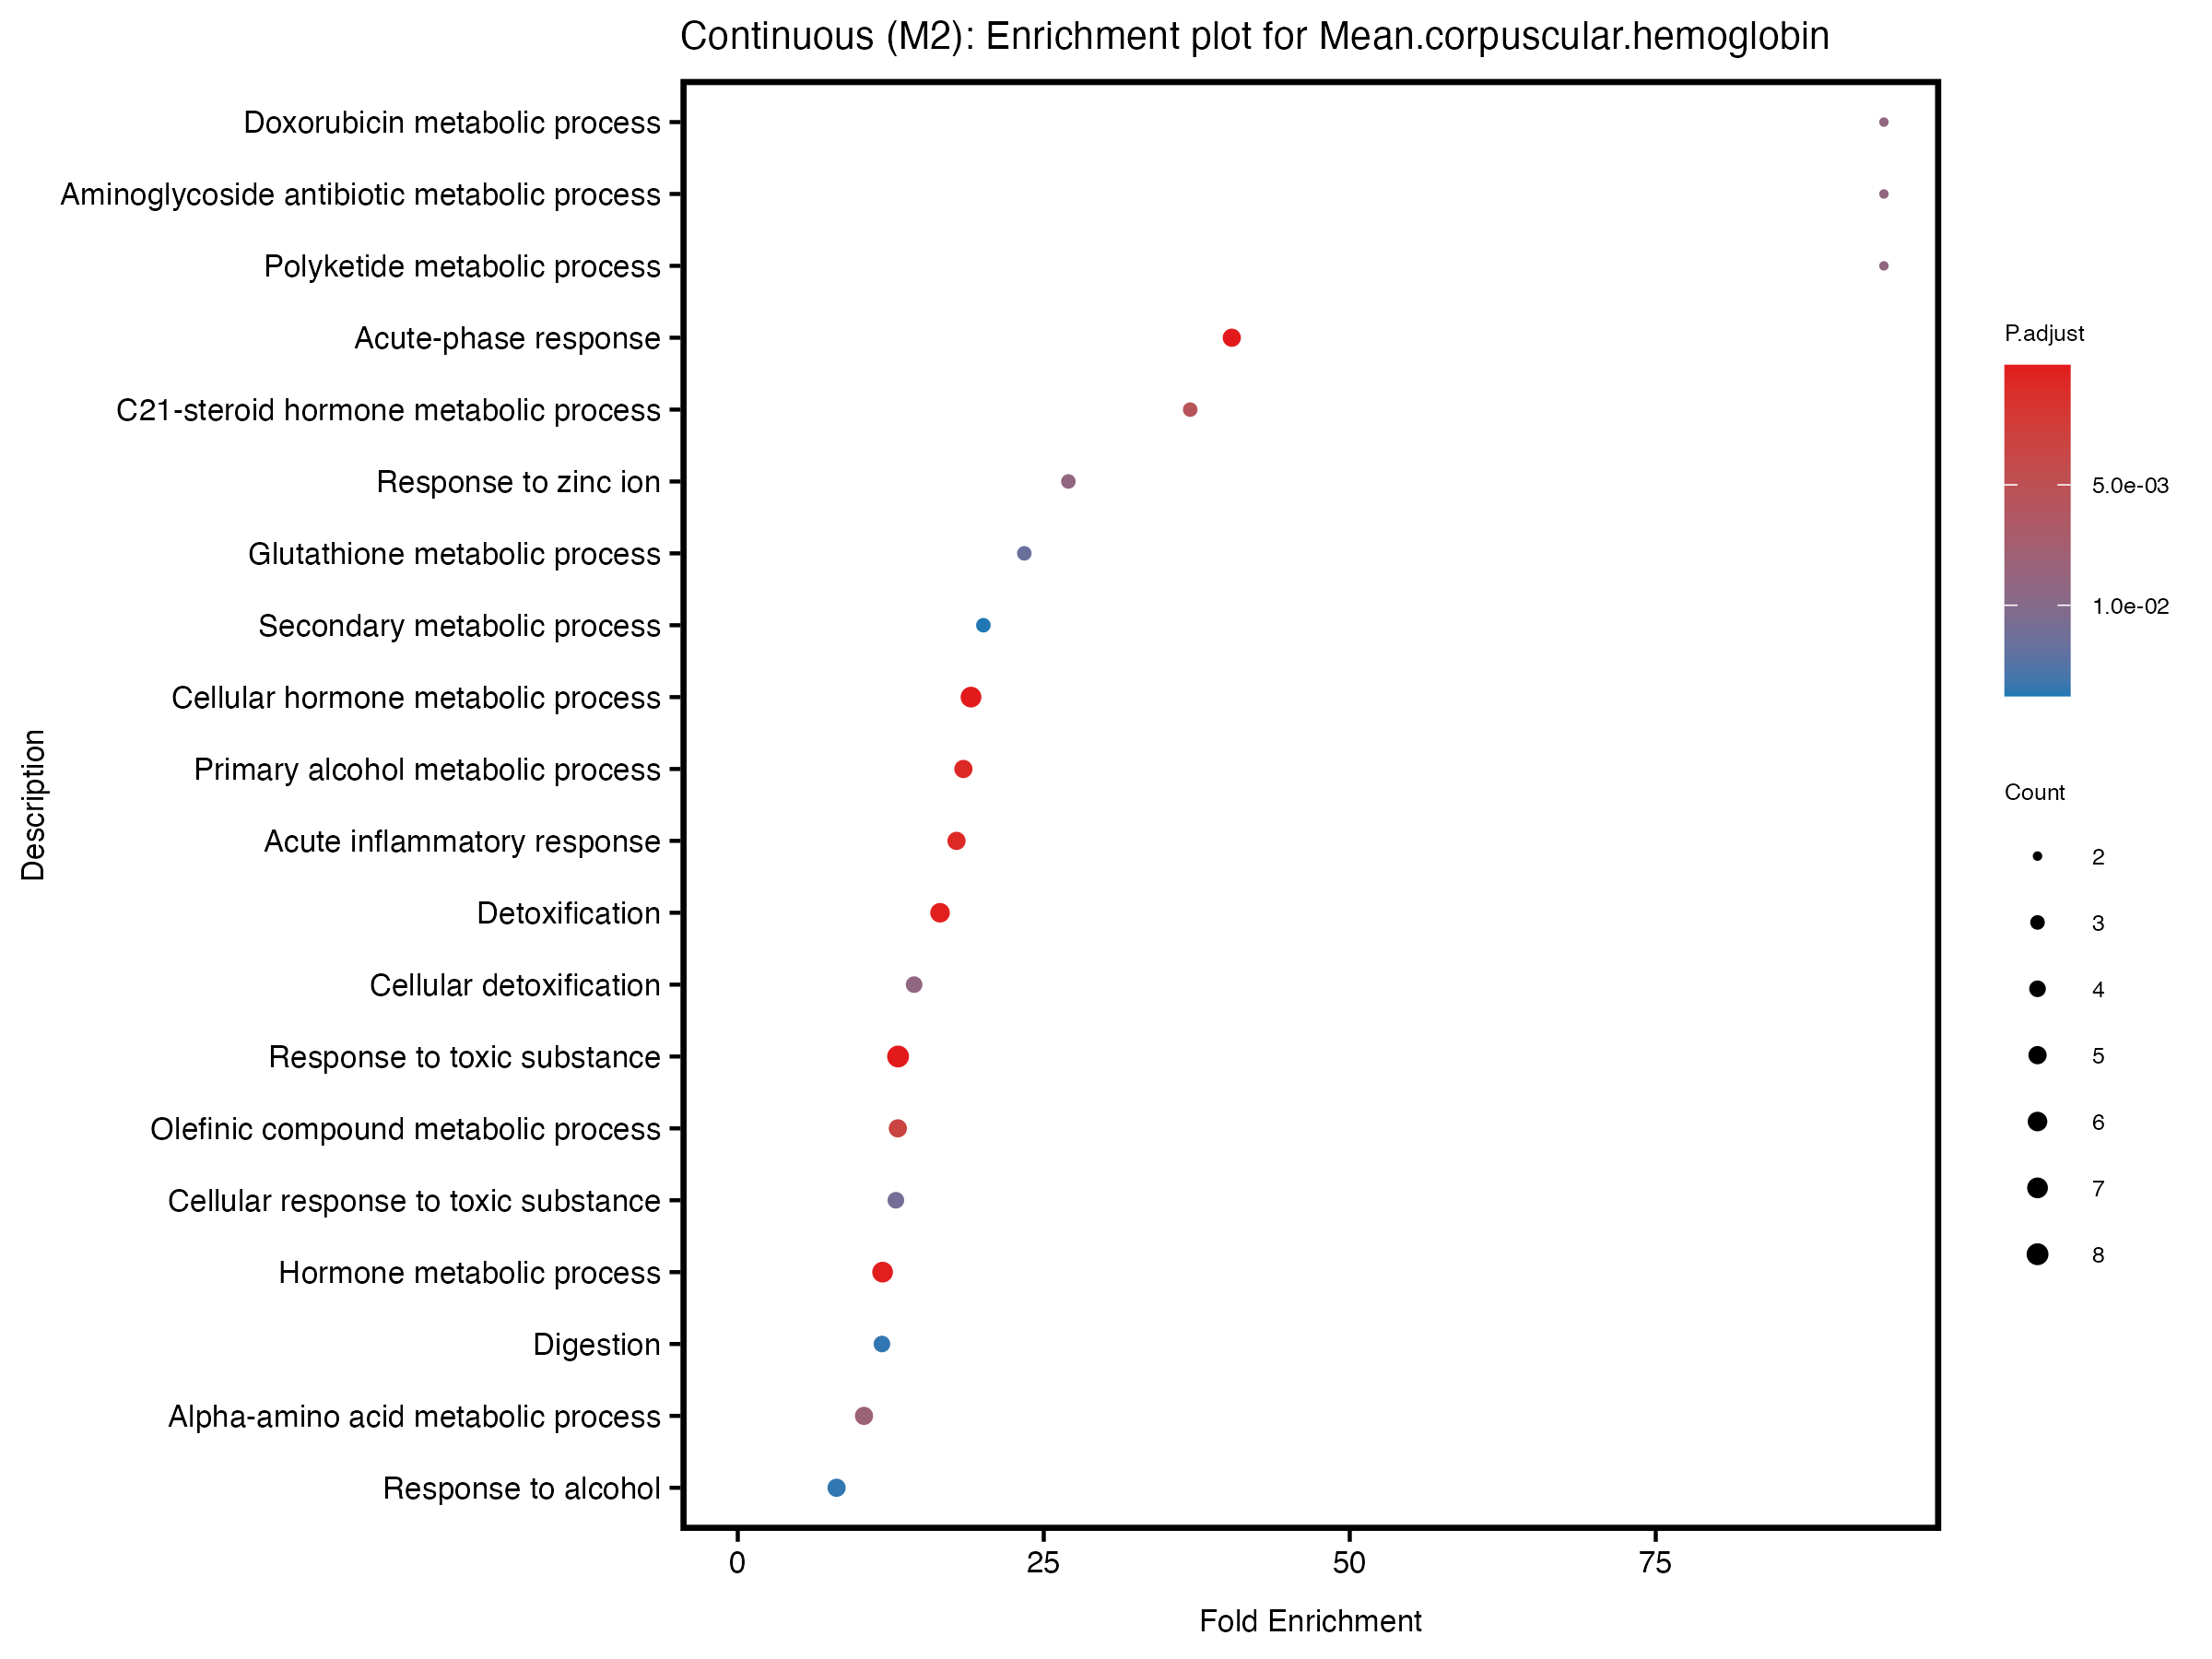 Continuous (M2): Enrichment plot for Mean.corpuscular.hemoglobin
Description
Doxorubicin metabolic process
Aminoglycoside antibiotic metabolic process
Polyketide metabolic process
Acute-phase response
C21-steroid hormone metabolic process
Response to zinc ion
Glutathione metabolic process
Secondary metabolic process
Cellular hormone metabolic process
Primary alcohol metabolic process
Acute inflammatory response
Detoxification
Cellular detoxification
Response to toxic substance
Olefinic compound metabolic process
Cellular response to toxic substance
Hormone metabolic process
Digestion
Alpha-amino acid metabolic process
Response to alcohol
0 25 50 75
Fold Enrichment
P.adjust
5.0e-03
1.0e-02
Count
2
3
4
5
6
7
8